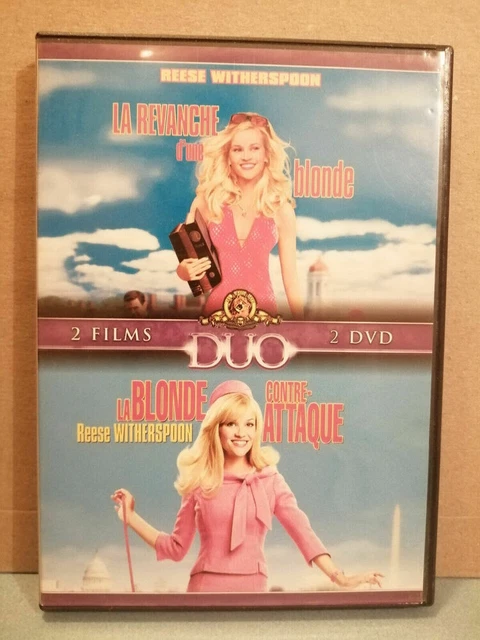 REESE WITHERSPOON
LA REVANCHE
d'une
blonde
2 FILMS
DUO
2 DVD
LA BLONDE
CONTRE-
ATTAQUE
Reese WITHERSPOON